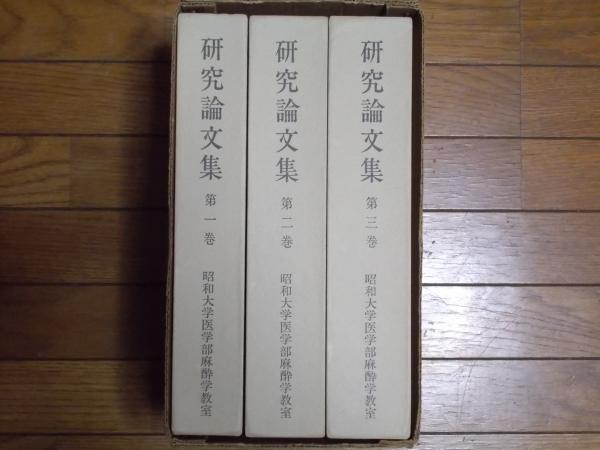 研究論文集
第一巻
昭和大学医学部麻酔学教室
研究論文集
第二巻
昭和大学医学部麻酔学教室
研究論文集
第三巻
昭和大学医学部麻酔学教室